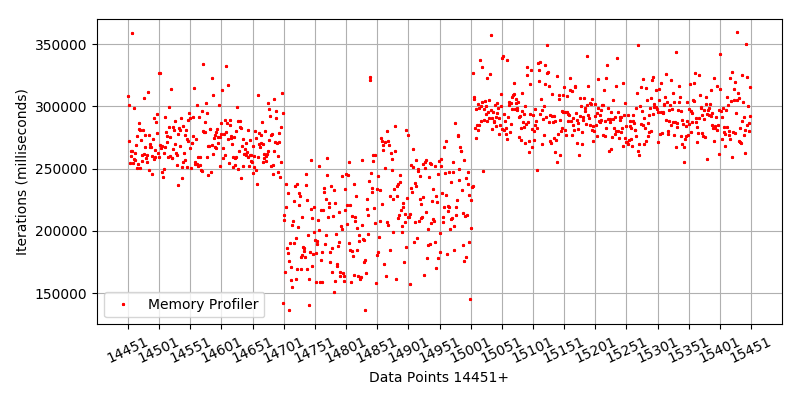 350000
300000
250000
200000
150000
Iterations (milliseconds)
Memory Profiler
14451 14501 14551 14601 14651 14701 14751 14801 14851 14901 14951 15001 15051 15101 15151 15201 15251 15301 15351 15401 15451
Data Points 14451+